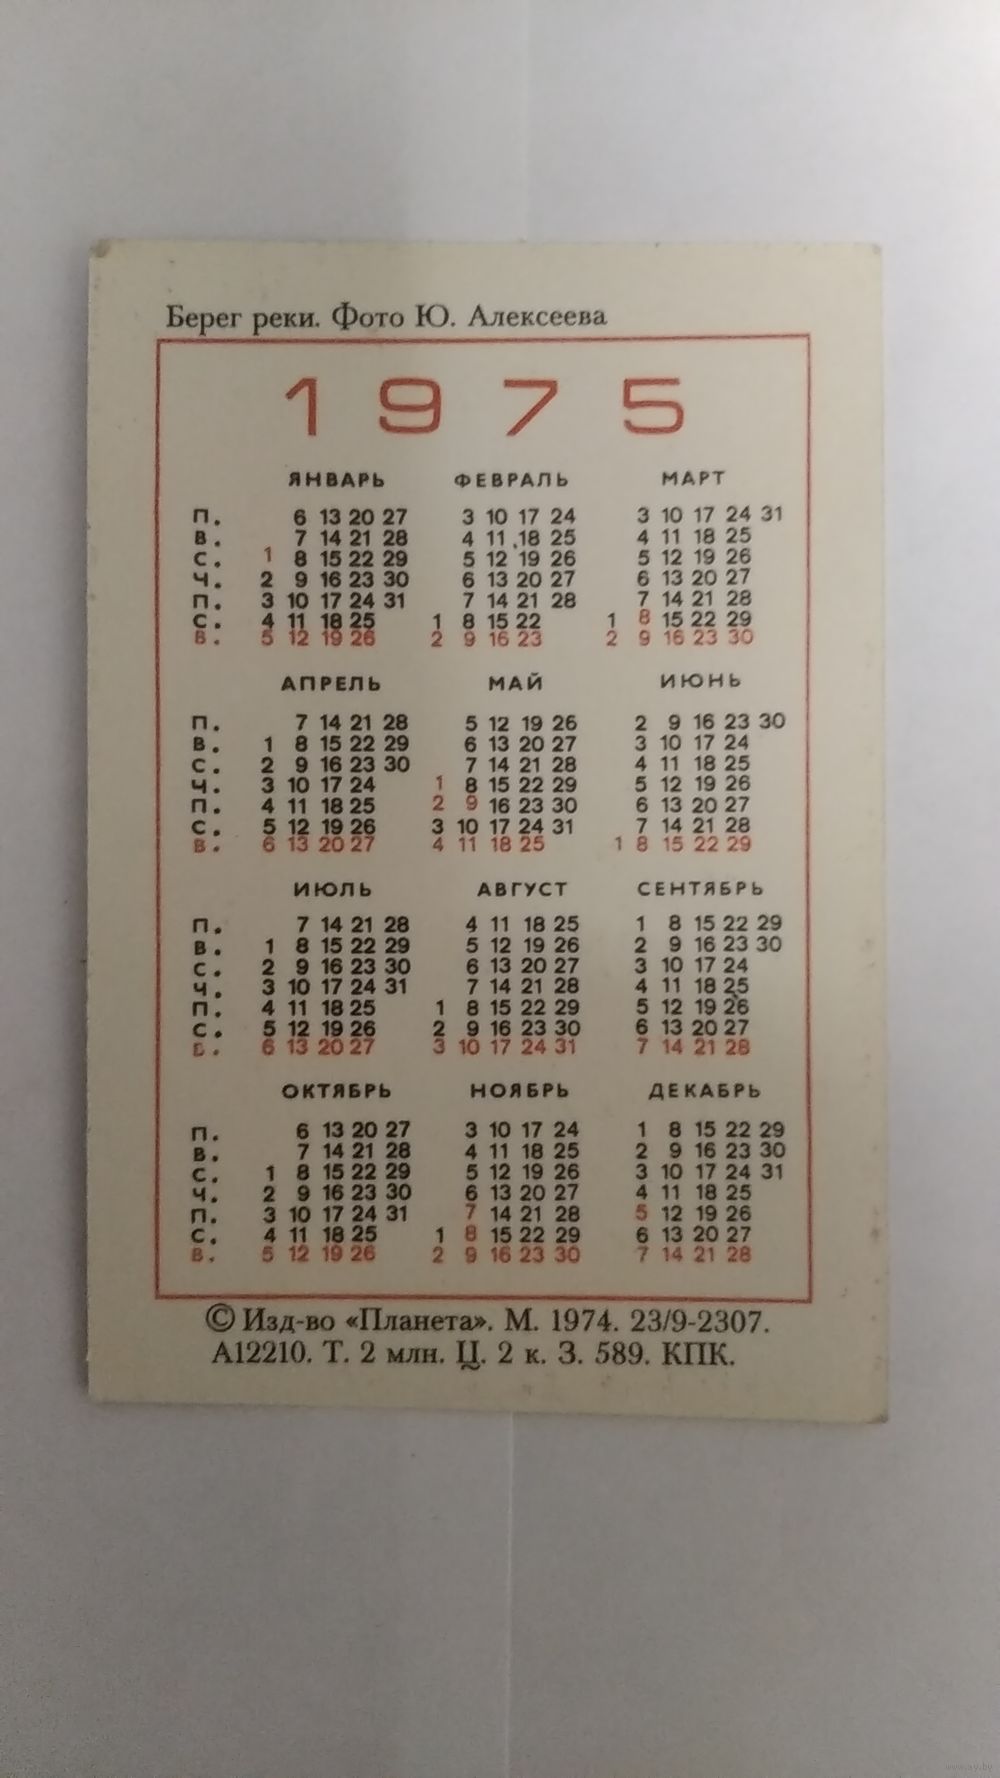 Берег реки. Фото Ю. Алексеева
1975
ЯНВАРЬ ФЕВРАЛЬ МАРТ
П. 6 13 20 27 3 10 17 24 3 10 17 24 31
В. 7 14 21 28 4 11 18 25 4 11 18 25
С. 1 8 15 22 29 5 12 19 26 5 12 19 26
Ч. 2 9 16 23 30 6 13 20 27 6 13 20 27
П. 3 10 17 24 31 7 14 21 28 7 14 21 28
С. 4 11 18 25 1 8 15 22 1 8 15 22 29
В. 5 12 19 26 2 9 16 23 2 9 16 23 30
АПРЕЛЬ МАЙ ИЮНЬ
П. 7 14 21 28 5 12 19 26 2 9 16 23 30
В. 1 8 15 22 29 6 13 20 27 3 10 17 24
С. 2 9 16 23 30 7 14 21 28 4 11 18 25
Ч. 3 10 17 24 1 8 15 22 29 5 12 19 26
П. 4 11 18 25 2 9 16 23 30 6 13 20 27
С. 5 12 19 26 3 10 17 24 31 7 14 21 28
В. 6 13 20 27 4 11 18 25 1 8 15 22 29
ИЮЛЬ АВГУСТ СЕНТЯБРЬ
П. 7 14 21 28 4 11 18 25 1 8 15 22 29
В. 1 8 15 22 29 5 12 19 26 2 9 16 23 30
С. 2 9 16 23 30 6 13 20 27 3 10 17 24
Ч. 3 10 17 24 31 7 14 21 28 4 11 18 25
П. 4 11 18 25 1 8 15 22 29 5 12 19 26
С. 5 12 19 26 2 9 16 23 30 6 13 20 27
В. 6 13 20 27 3 10 17 24 31 7 14 21 28
ОКТЯБРЬ НОЯБРЬ ДЕКАБРЬ
П. 6 13 20 27 3 10 17 24 1 8 15 22 29
В. 7 14 21 28 4 11 18 25 2 9 16 23 30
С. 1 8 15 22 29 5 12 19 26 3 10 17 24 31
Ч. 2 9 16 23 30 6 13 20 27 4 11 18 25
П. 3 10 17 24 31 7 14 21 28 5 12 19 26
С. 4 11 18 25 1 8 15 22 29 6 13 20 27
В. 5 12 19 26 2 9 16 23 30 7 14 21 28
© Изд-во «Планета». М. 1974. 23/9-2307.
А12210. Т. 2 млн. Ц. 2 к. З. 589. КПК.